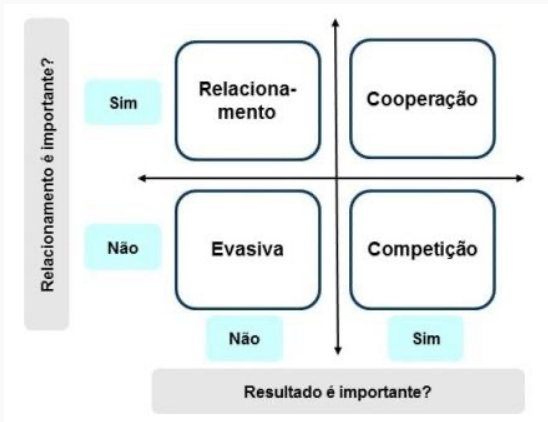 Relacionamento é importante?
Sim
Relaciona-
mento
Cooperação
Não
Evasiva
Competição
Não
Sim
Resultado é importante?